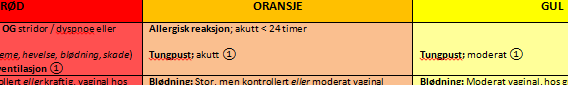 RØD ORANSJE GUL
OG stridor / dyspnoe eller Allergisk reaksjon; akutt < 24 timer
eme, hevelse, blødning, skade) Tungpust; akutt ① Tungpust; moderat ①
ventilasjon ①
ollert eller kraftig, vaginal hos Blødning: Stor, men kontrollert eller moderat vaginal Blødning: Moderat vaginal, hos g